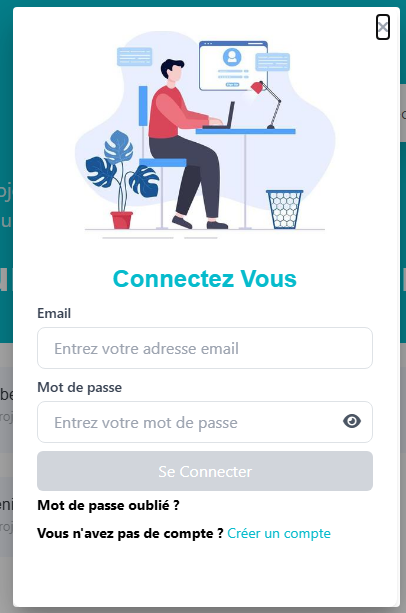 Connectez Vous
Email
Entrez votre adresse email
Mot de passe
Entrez votre mot de passe
Se Connecter
Mot de passe oublié ?
Vous n'avez pas de compte ? Créer un compte